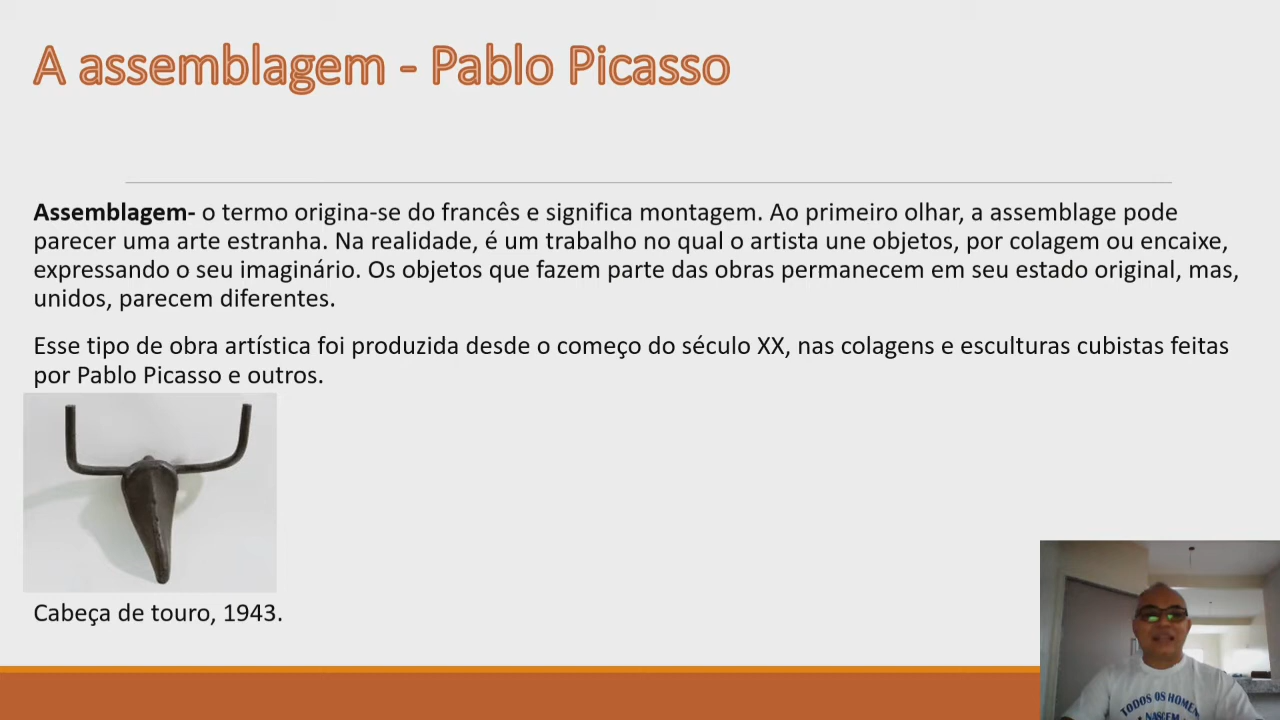 A assemblagem - Pablo Picasso
Assemblagem- o termo origina-se do francês e significa montagem. Ao primeiro olhar, a assemblage pode
parecer uma arte estranha. Na realidade, é um trabalho no qual o artista une objetos, por colagem ou encaixe,
expressando o seu imaginário. Os objetos que fazem parte das obras permanecem em seu estado original, mas,
unidos, parecem diferentes.
Esse tipo de obra artística foi produzida desde o começo do século XX, nas colagens e esculturas cubistas feitas
por Pablo Picasso e outros.
Cabeça de touro, 1943.
TODOS OS HOMEN
NASCEM